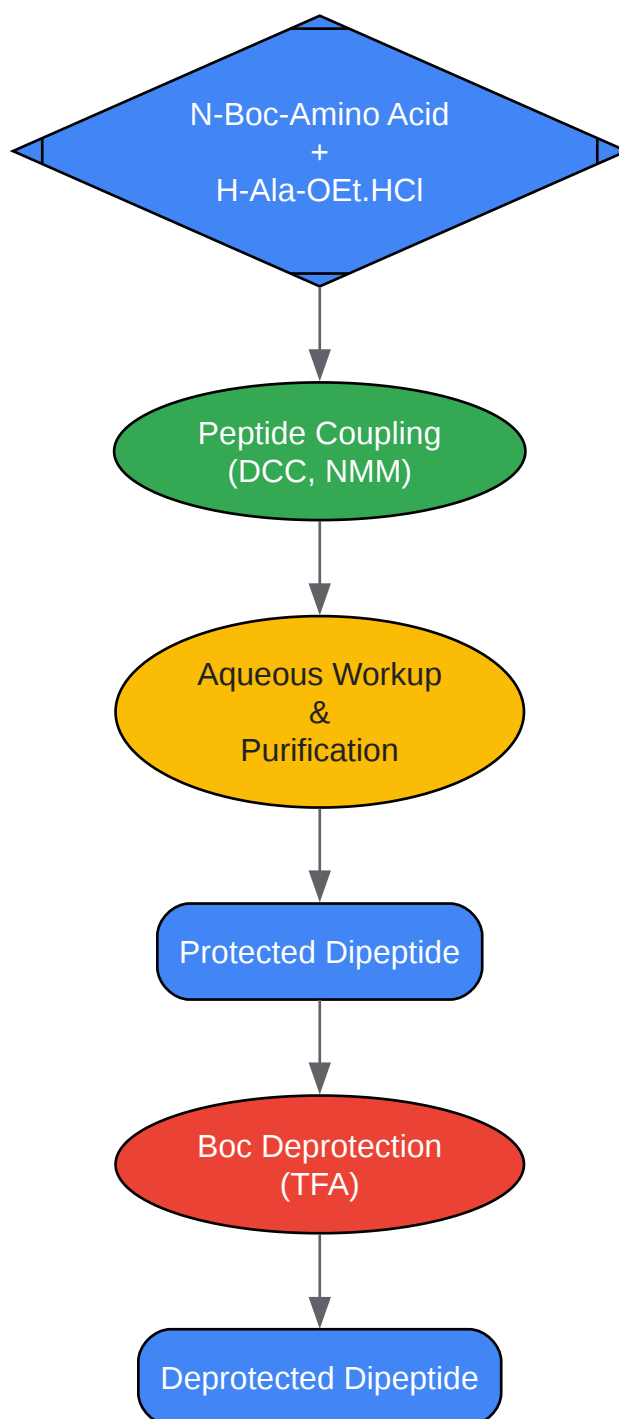 N-Boc-Amino Acid
+
H-Ala-OEt.HCl
Peptide Coupling
(DCC, NMM)
Aqueous Workup
&
Purification
Protected Dipeptide
Boc Deprotection
(TFA)
Deprotected Dipeptide